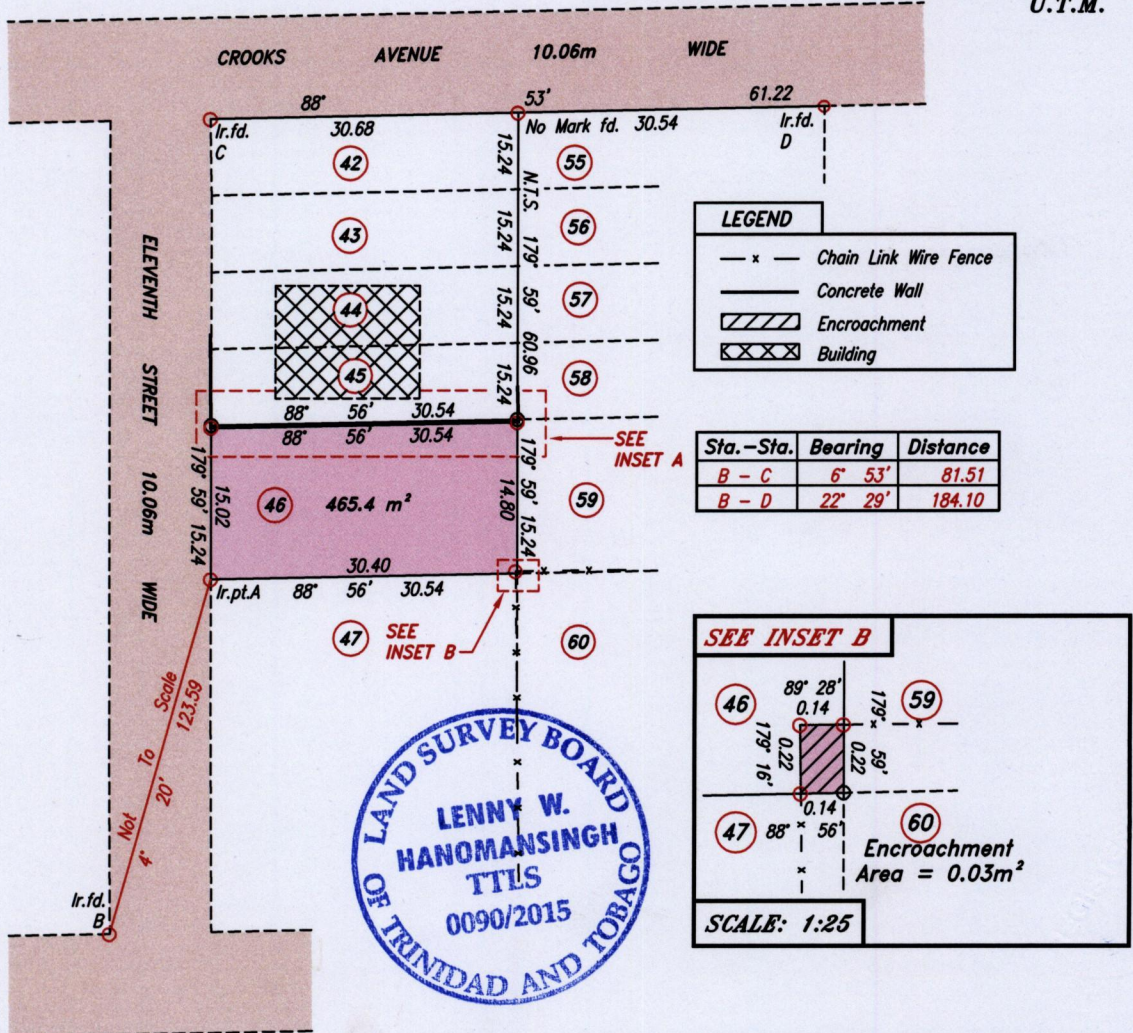 U.T.M.
CROOKS AVENUE 10.06m WIDE
88° 53' 61.22
Ir.fd. C
30.68
No Mark fd. 30.54
Ir.fd. D
42
43
44
45
15.24 N.T.S.
15.24
15.24
15.24
179° 59' 60.96
55
56
57
58
ELEVENTH STREET 10.06m WIDE
88° 56' 30.54
88° 56' 30.54
SEE
INSET A
179° 59' 15.24
15.02
46
465.4 m²
14.80
179° 59' 15.24
59
30.40
Ir.pt.A 88° 56' 30.54
47
SEE
INSET B
60
Not To Scale
4° 20' 123.59
Ir.fd.
B
LEGEND
Chain Link Wire Fence
Concrete Wall
Encroachment
Building
Sta.-Sta. Bearing Distance
B - C 6° 53' 81.51
B - D 22° 29' 184.10
SEE INSET B
46
89° 28'
0.14
179° 59'
59
179° 16'
0.22
0.22
0.14
47
88° 56'
60
Encroachment
Area = 0.03m²
SCALE: 1:25
LAND SURVEY BOARD
OF TRINIDAD AND TOBAGO
LENNY W.
HANOMANSINGH
TTLS
0090/2015